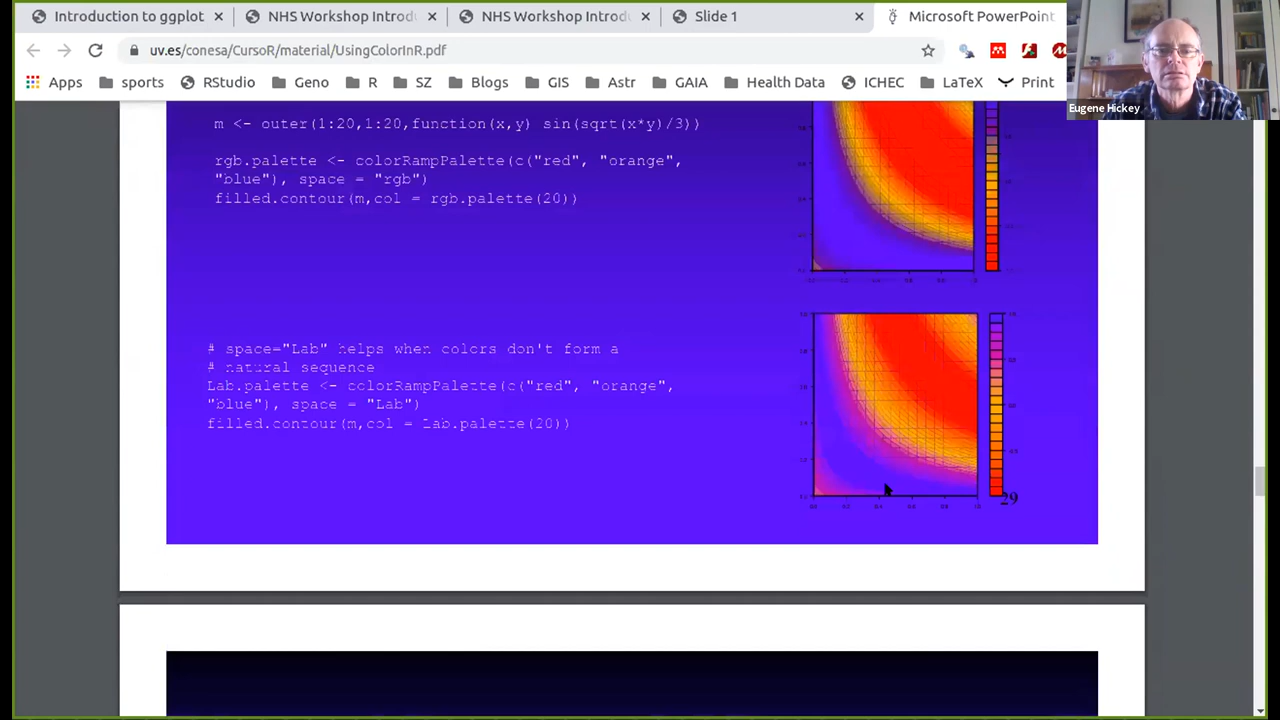 Introduction to ggplot
NHS Workshop Introdu
NHS Workshop Introdu
Slide 1
Microsoft PowerPoint
uv.es/conesa/CursoR/material/UsingColorInR.pdf
Apps sports RStudio Geno R SZ Blogs GIS Astr GAIA Health Data ICHEC LaTeX Print
Eugene Hickey
m <- outer(1:20,1:20,function(x,y) sin(sqrt(x*y)/3))
rgb.palette <- colorRampPalette(c("red", "orange",
"blue"), space = "rgb")
filled.contour(m,col = rgb.palette(20))
# space="Lab" helps when colors don't form a
# natural sequence
Lab.palette <- colorRampPalette(c("red", "orange",
"blue"), space = "Lab")
filled.contour(m,col = Lab.palette(20))
29